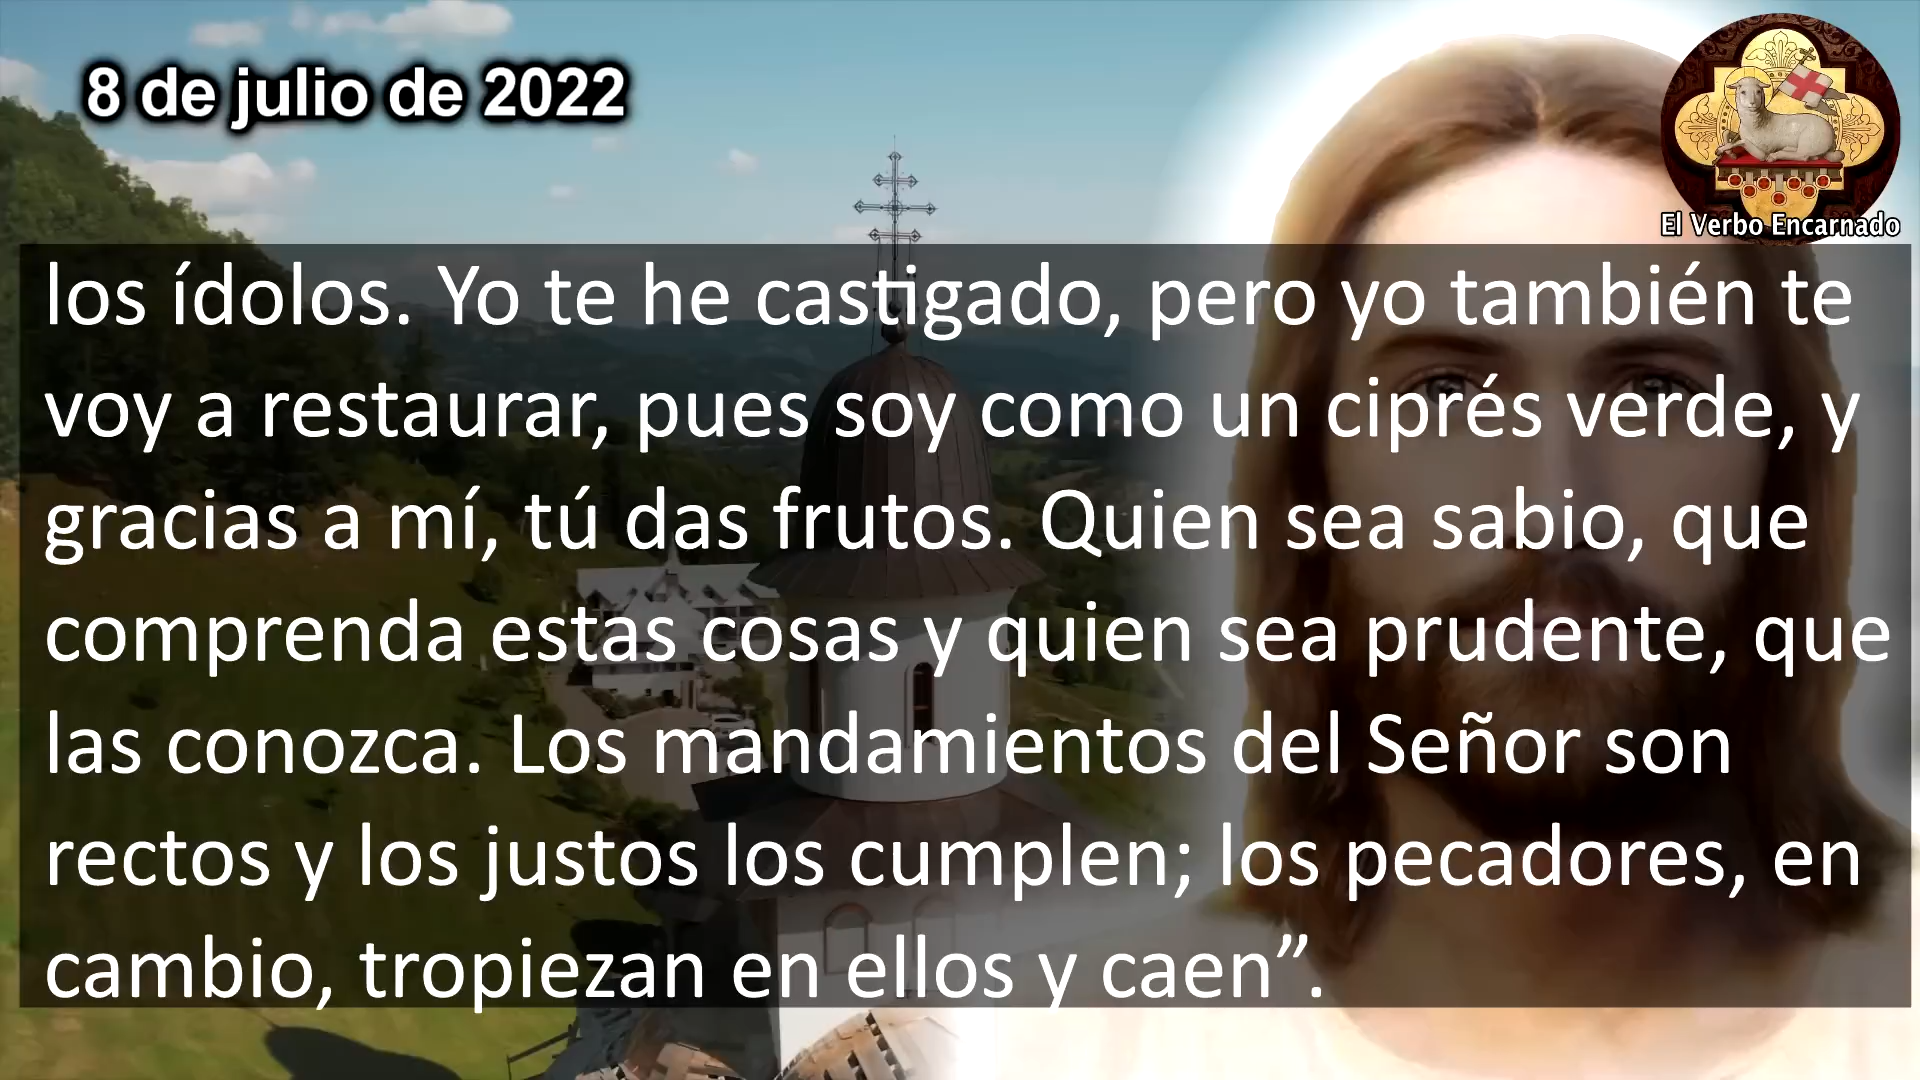 8 de julio de 2022
El Verbo Encarnado
los ídolos. Yo te he castigado, pero yo también te
voy a restaurar, pues soy como un ciprés verde, y
gracias a mí, tú das frutos. Quien sea sabio, que
comprenda estas cosas y quien sea prudente, que
las conozca. Los mandamientos del Señor son
rectos y los justos los cumplen; los pecadores, en
cambio, tropiezan en ellos y caen”.